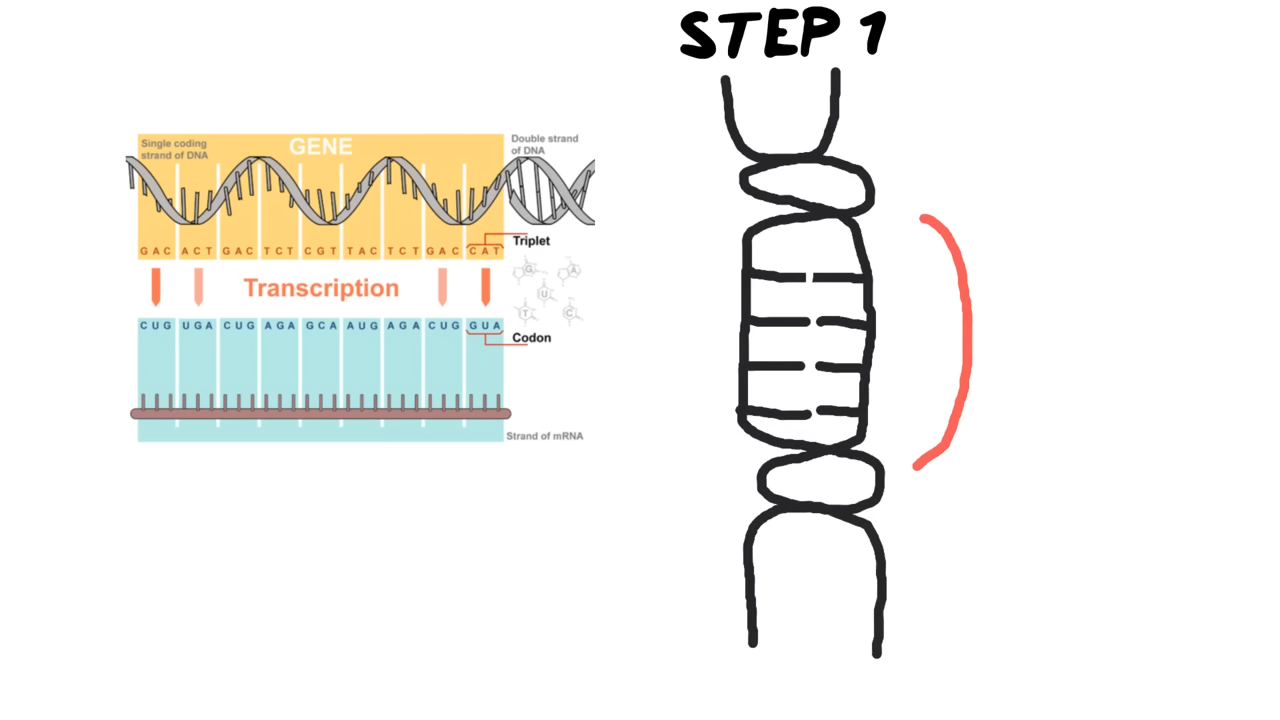 STEP 1
Single coding
strand of DNA
GENE
Double strand
of DNA
GAC ACT GAC TCT CGT TAC TCT GAC CAT
Triplet
G A
U
T C
Transcription
CUG UGA CUG AGA GCA AUG AGA CUG GUA
Codon
Strand of mRNA